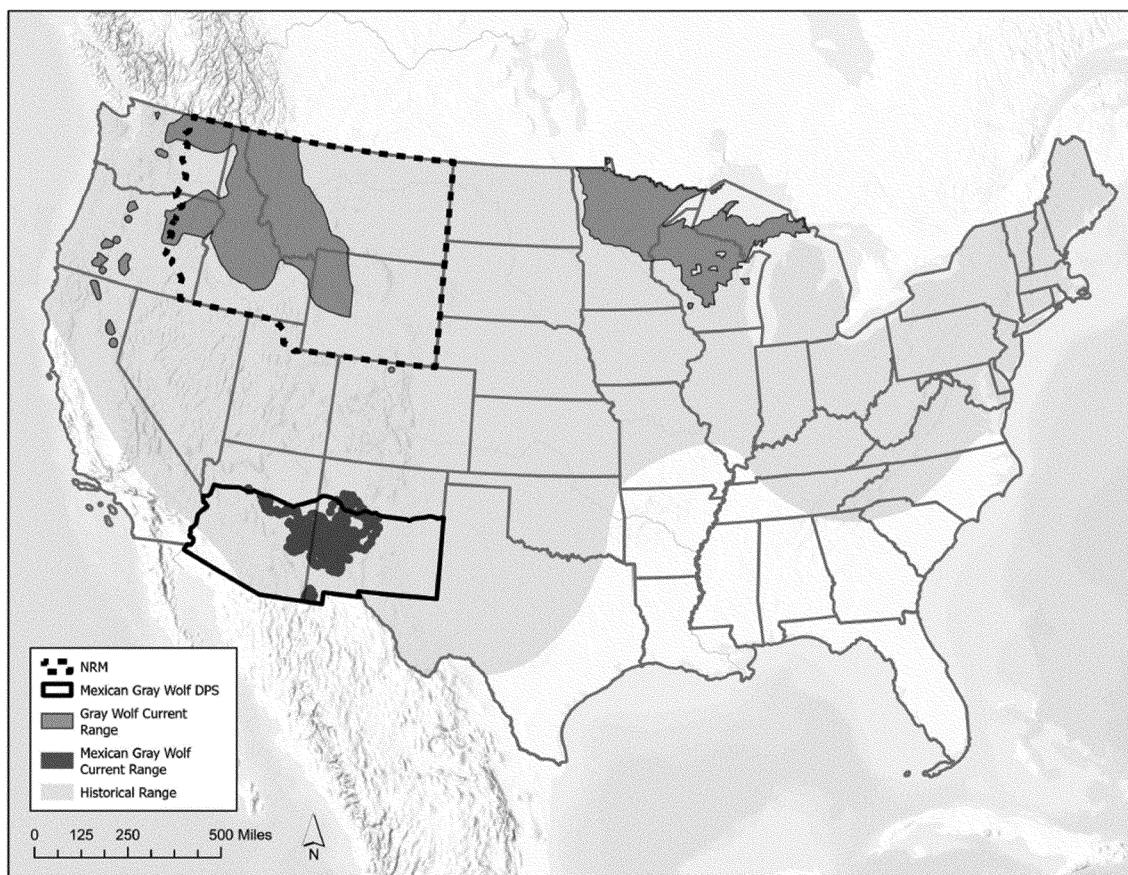 NRM
Mexican Gray Wolf DPS
Gray Wolf Current
Range
Mexican Gray Wolf
Current Range
Historical Range
0 125 250 500 Miles
N